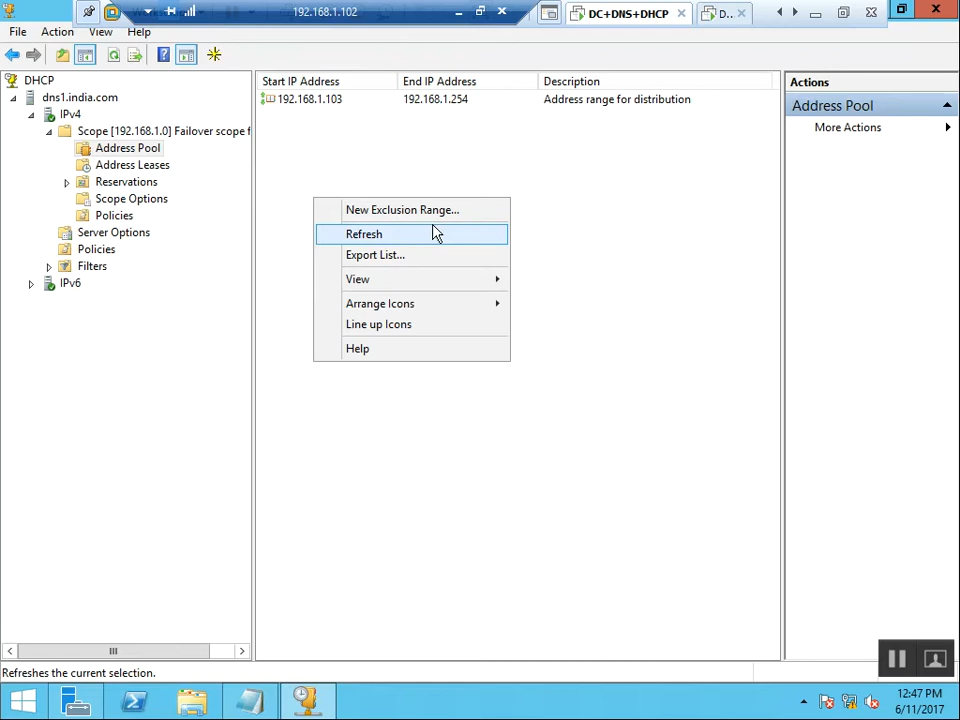 192.168.1.102
DC+DNS+DHCP
D..
File Action View Help
DHCP
dns1.india.com
IPv4
Scope [192.168.1.0] Failover scope f
Address Pool
Address Leases
Reservations
Scope Options
Policies
Server Options
Policies
Filters
IPv6
Start IP Address End IP Address Description
192.168.1.103 192.168.1.254 Address range for distribution
New Exclusion Range...
Refresh
Export List...
View
Arrange Icons
Line up Icons
Help
Actions
Address Pool
More Actions
Refreshes the current selection.
12:47 PM
6/11/2017